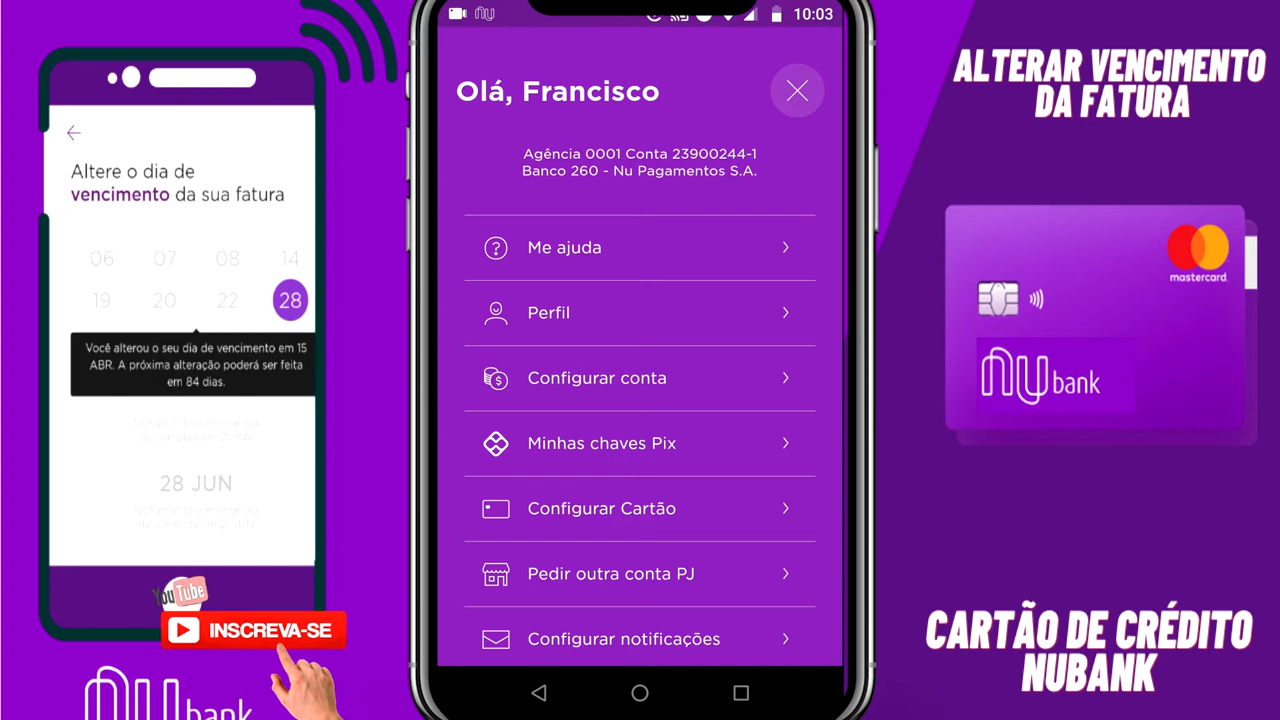 Altere o dia de
vencimento da sua fatura
06 07 08 14
19 20 22 28
Você alterou o seu dia de vencimento em 15
ABR. A próxima alteração poderá ser feita
em 84 dias.
28 JUN
YouTube
INSCREVA-SE
nu bank
10:03
Olá, Francisco
Agência 0001 Conta 23900244-1
Banco 260 - Nu Pagamentos S.A.
Me ajuda
Perfil
Configurar conta
Minhas chaves Pix
Configurar Cartão
Pedir outra conta PJ
Configurar notificações
ALTERAR VENCIMENTO
DA FATURA
mastercard.
nu bank
CARTÃO DE CRÉDITO
NUBANK